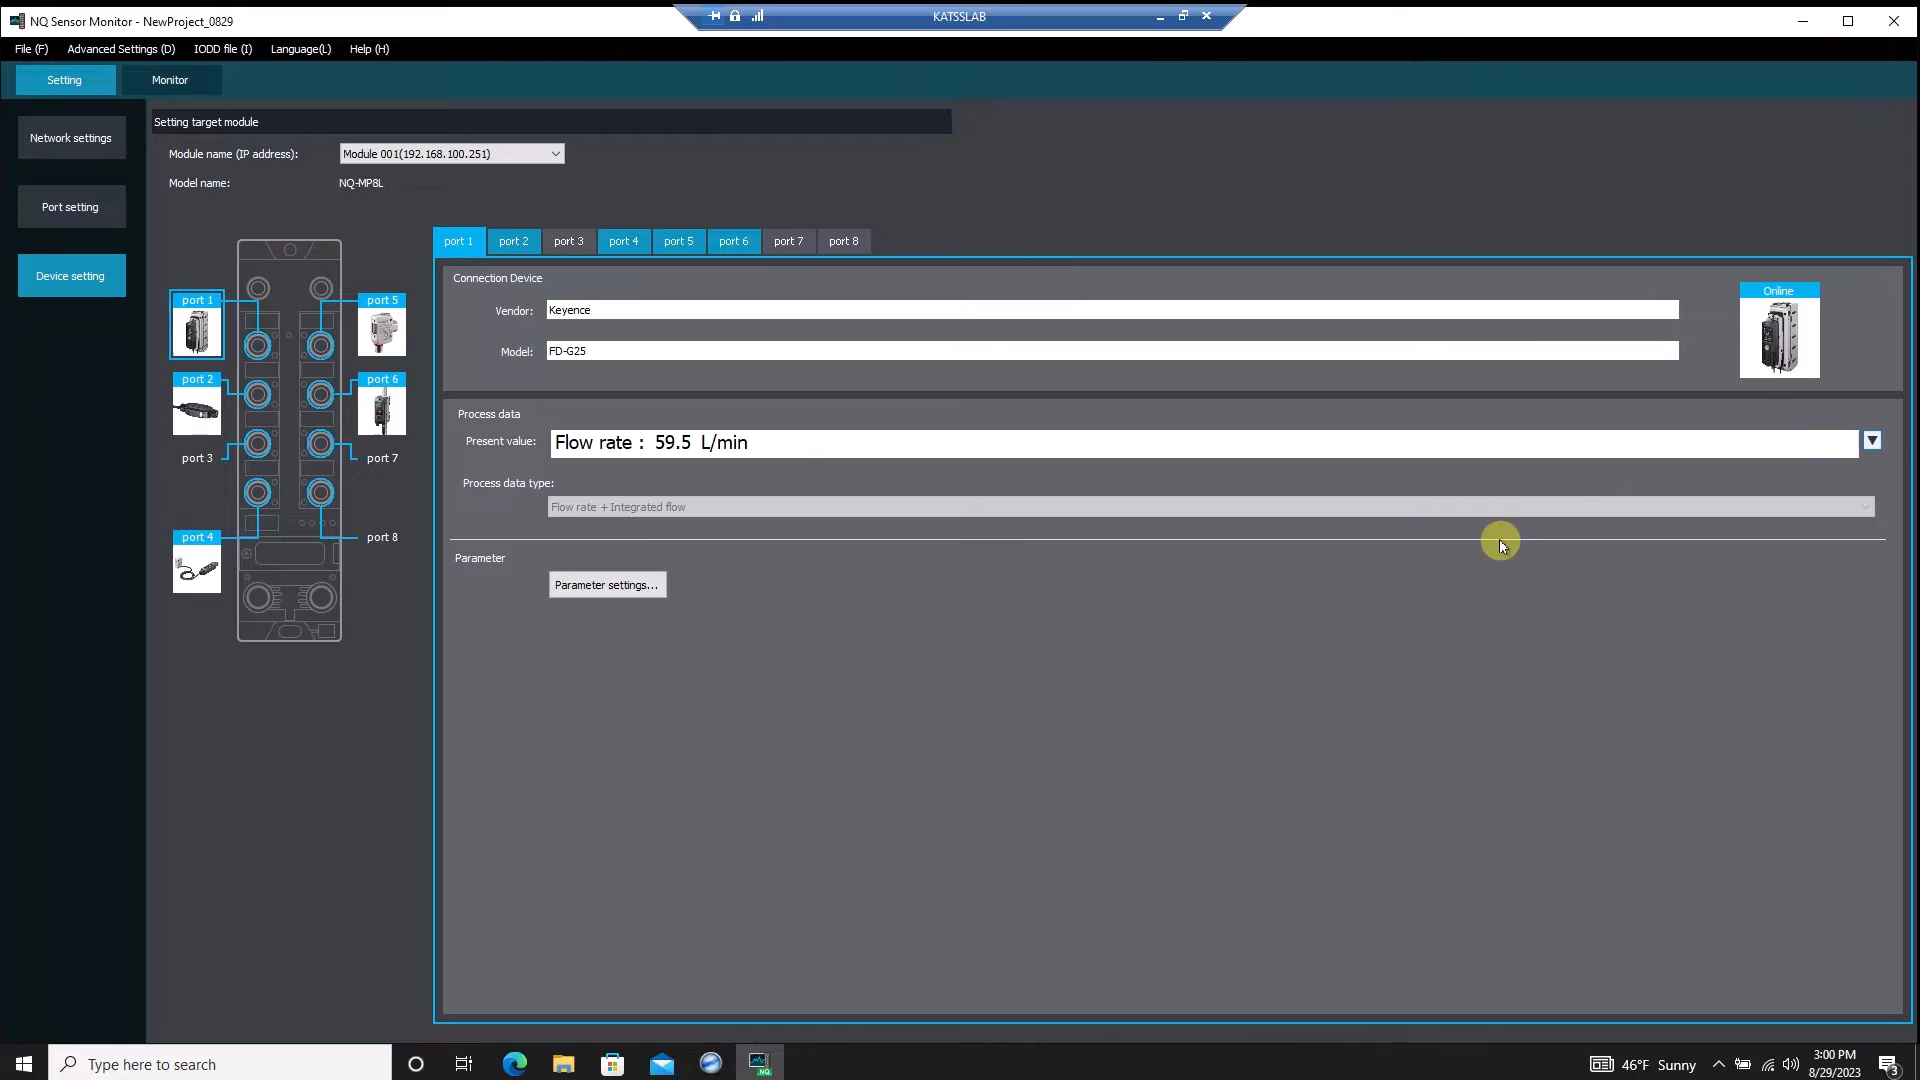 NQ Sensor Monitor - NewProject_0829
KATSSLAB
File (F) Advanced Settings (D) IODD file (I) Language(L) Help (H)
Setting Monitor
Network settings
Port setting
Device setting
Setting target module
Module name (IP address): Module 001(192.168.100.251)
Model name: NQ-MP8L
port 1
port 2
port 3
port 4
port 5
port 6
port 7
port 8
port 1 port 2 port 3 port 4 port 5 port 6 port 7 port 8
Connection Device
Vendor: Keyence
Model: FD-G25
Online
Process data
Present value: Flow rate : 59.5 L/min
Process data type:
Flow rate + Integrated flow
Parameter
Parameter settings...
Type here to search
NQ
46°F Sunny
3:00 PM
8/29/2023
3